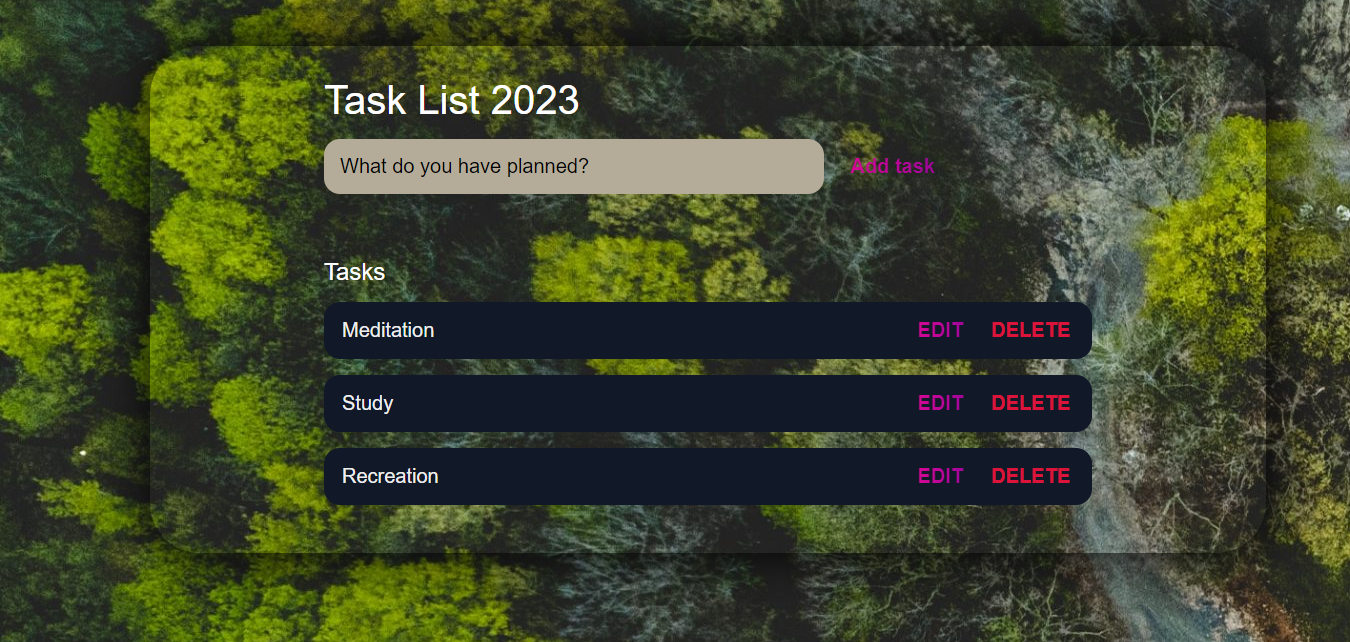 Task List 2023
What do you have planned? Add task
Tasks
Meditation EDIT DELETE
Study EDIT DELETE
Recreation EDIT DELETE